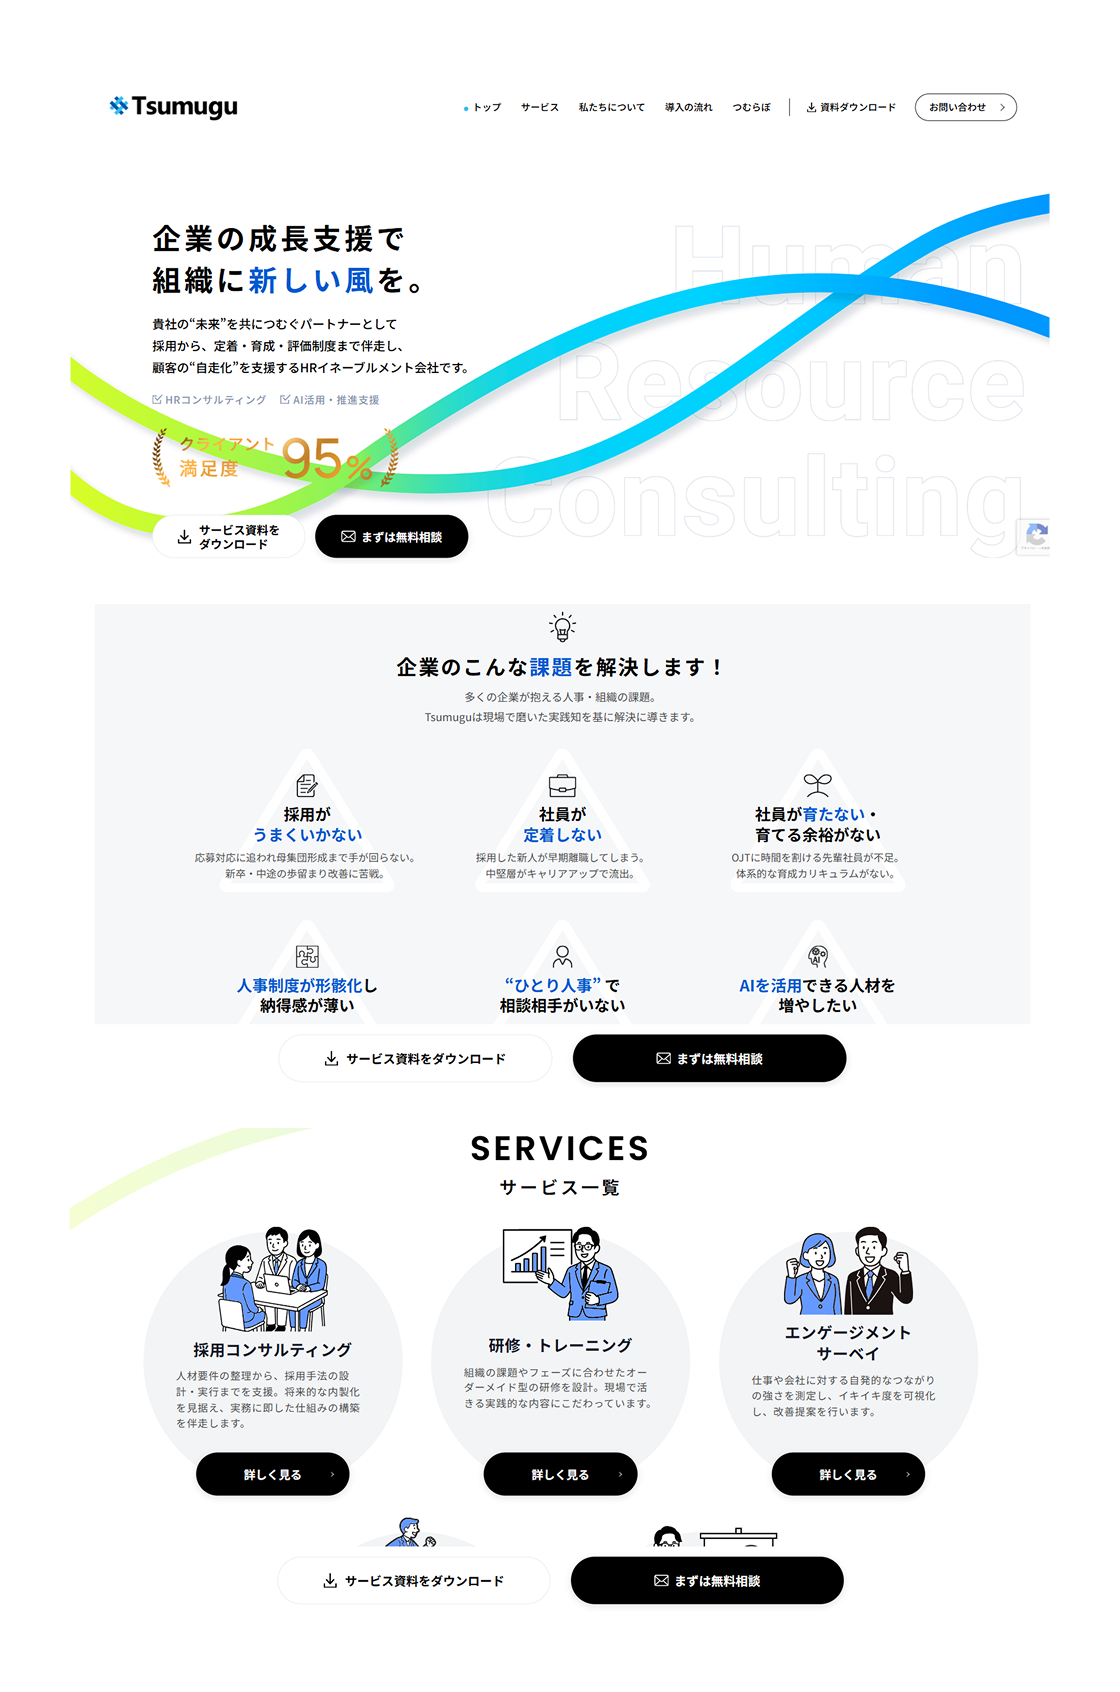 Tsumugu
トップ サービス 私たちについて 導入の流れ つむらぼ 資料ダウンロード お問い合わせ
Human
Resource
Consulting
企業の成長支援で
組織に新しい風を。
貴社の“未来”を共につむぐパートナーとして
採用から、定着・育成・評価制度まで伴走し、
顧客の“自走化”を支援するHRイネーブルメント会社です。
HRコンサルティング AI活用・推進支援
クライアント
満足度 95%
サービス資料を
ダウンロード
まずは無料相談
企業のこんな課題を解決します！
多くの企業が抱える人事・組織の課題。
Tsumuguは現場で磨いた実践知を基に解決に導きます。
採用が
うまくいかない
応募対応に追われ母集団形成まで手が回らない。
新卒・中途の歩留まり改善に苦戦。
社員が
定着しない
採用した新人が早期離職してしまう。
中堅層がキャリアアップで流出。
社員が育たない・
育てる余裕がない
OJTに時間を割ける先輩社員が不足。
体系的な育成カリキュラムがない。
人事制度が形骸化し
納得感が薄い
“ひとり人事”で
相談相手がいない
AI
AIを活用できる人材を
増やしたい
サービス資料をダウンロード
まずは無料相談
SERVICES
サービス一覧
採用コンサルティング
人材要件の整理から、採用手法の設
計・実行までを支援。将来的な内製化
を見据え、実務に即した仕組みの構築
を伴走します。
詳しく見る
研修・トレーニング
組織の課題やフェーズに合わせたオー
ダーメイド型の研修を設計。現場で活
きる実践的な内容にこだわっています。
詳しく見る
エンゲージメント
サーベイ
仕事や会社に対する自発的なつながり
の強さを測定し、イキイキ度を可視化
し、改善提案を行います。
詳しく見る
サービス資料をダウンロード
まずは無料相談